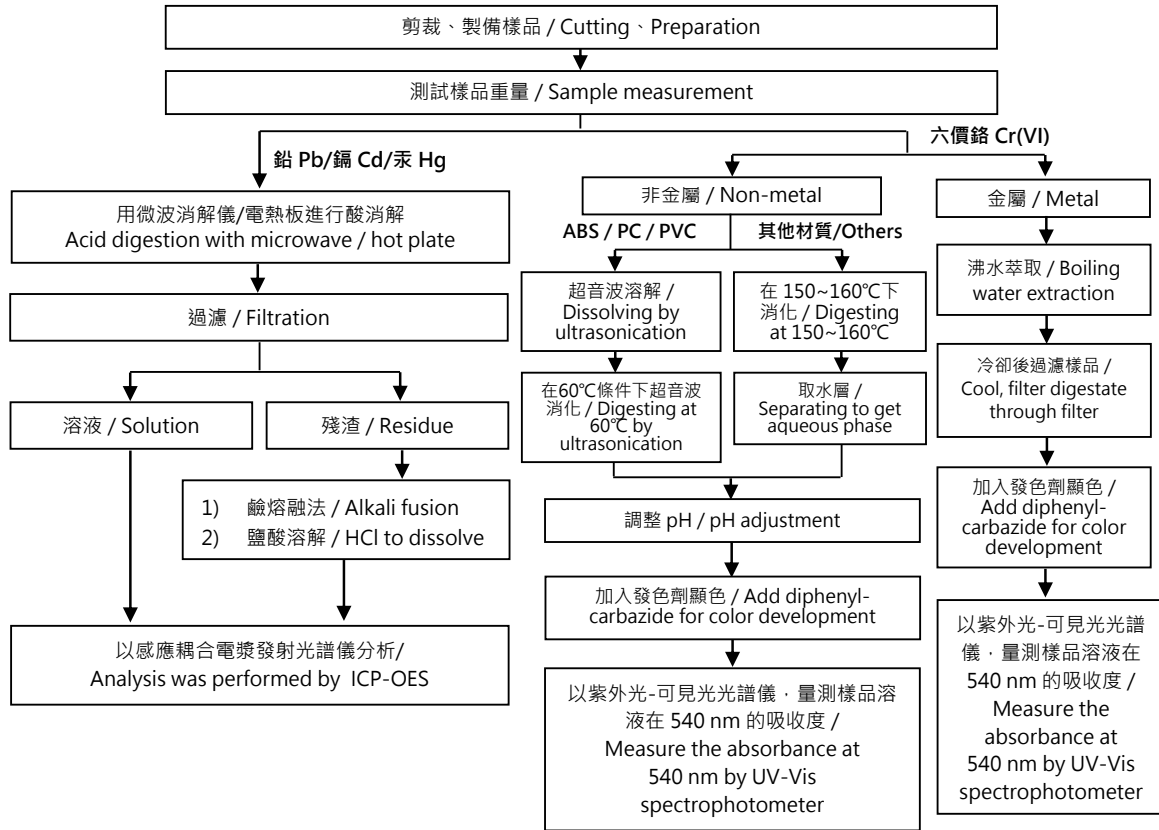 剪裁、製備樣品 / Cutting、Preparation
測試樣品重量 / Sample measurement
鉛 Pb/鎘 Cd/汞 Hg
六價鉻 Cr(VI)
用微波消解儀/電熱板進行酸消解
Acid digestion with microwave / hot plate
過濾 / Filtration
溶液 / Solution
殘渣 / Residue
1) 鹼熔融法 / Alkali fusion
2) 鹽酸溶解 / HCl to dissolve
以感應耦合電漿發射光譜儀分析/
Analysis was performed by ICP-OES
非金屬 / Non-metal
ABS / PC / PVC
其他材質/Others
超音波溶解 /
Dissolving by
ultrasonication
在60℃條件下超音波
消化 / Digesting at
60℃ by
ultrasonication
在 150~160℃下
消化 / Digesting
at 150~160℃
取水層 /
Separating to get
aqueous phase
調整 pH / pH adjustment
加入發色劑顯色 / Add diphenyl-
carbazide for color development
以紫外光-可見光光譜儀﹐量測樣品溶
液在 540 nm 的吸收度 /
Measure the absorbance at
540 nm by UV-Vis
spectrophotometer
金屬 / Metal
沸水萃取 / Boiling
water extraction
冷卻後過濾樣品 /
Cool, filter digestate
through filter
加入發色劑顯色 /
Add diphenyl-
carbazide for color
development
以紫外光-可見光光譜
儀﹐量測樣品溶液在
540 nm 的吸收度 /
Measure the
absorbance at
540 nm by UV-Vis
spectrophotometer